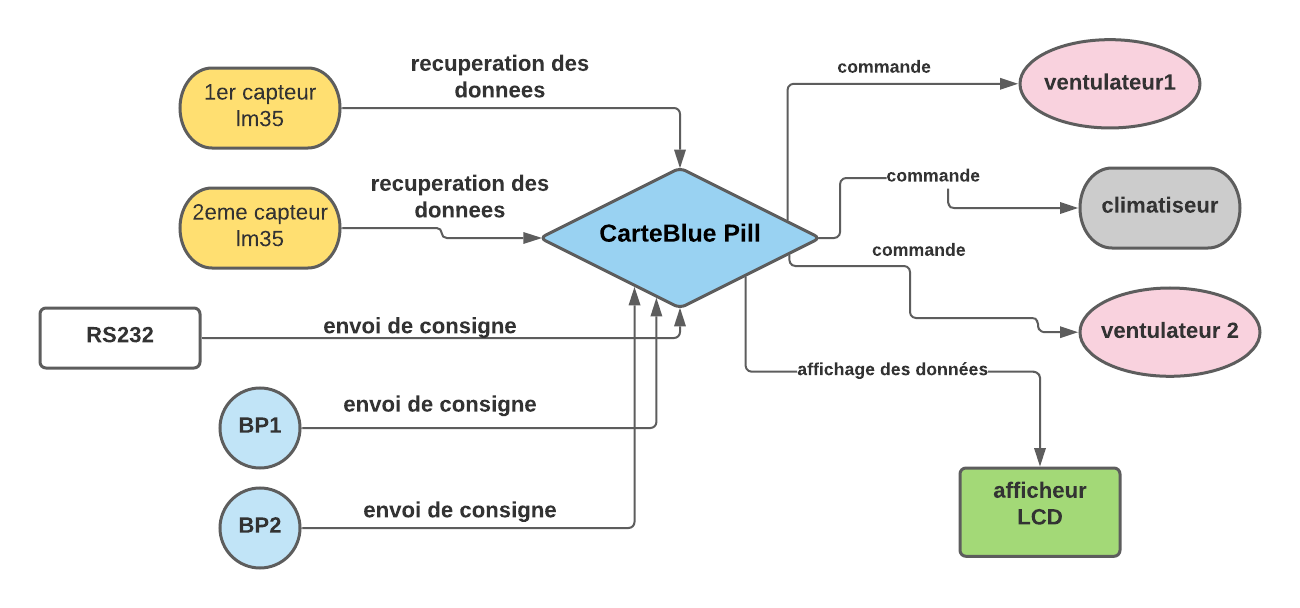 recuperation des
donnees
1er capteur
lm35
commande
ventulateur1
recuperation des
donnees
2eme capteur
lm35
CarteBlue Pill
commande
climatiseur
commande
RS232
envoi de consigne
ventulateur 2
affichage des données
BP1
envoi de consigne
afficheur
LCD
BP2
envoi de consigne